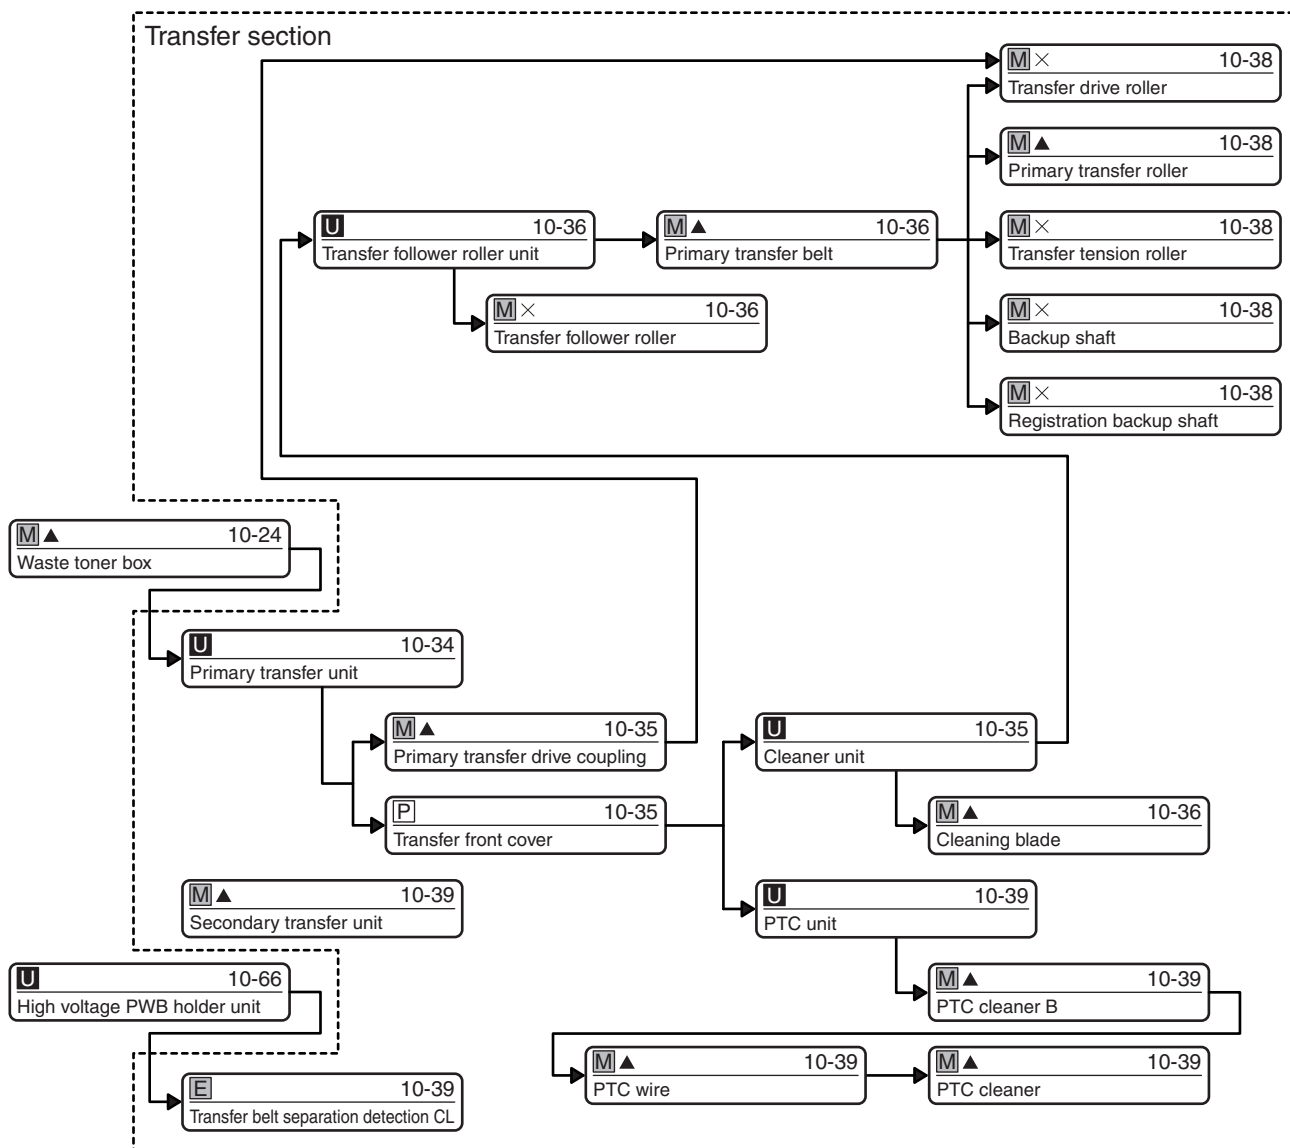 Transfer section
M × 10-38
Transfer drive roller
M ▲ 10-38
Primary transfer roller
U 10-36
Transfer follower roller unit
M ▲ 10-36
Primary transfer belt
M × 10-38
Transfer tension roller
M × 10-36
Transfer follower roller
M × 10-38
Backup shaft
M × 10-38
Registration backup shaft
M ▲ 10-24
Waste toner box
U 10-34
Primary transfer unit
M ▲ 10-35
Primary transfer drive coupling
U 10-35
Cleaner unit
P 10-35
Transfer front cover
M ▲ 10-36
Cleaning blade
M ▲ 10-39
Secondary transfer unit
U 10-39
PTC unit
U 10-66
High voltage PWB holder unit
M ▲ 10-39
PTC cleaner B
M ▲ 10-39
PTC wire
M ▲ 10-39
PTC cleaner
E 10-39
Transfer belt separation detection CL